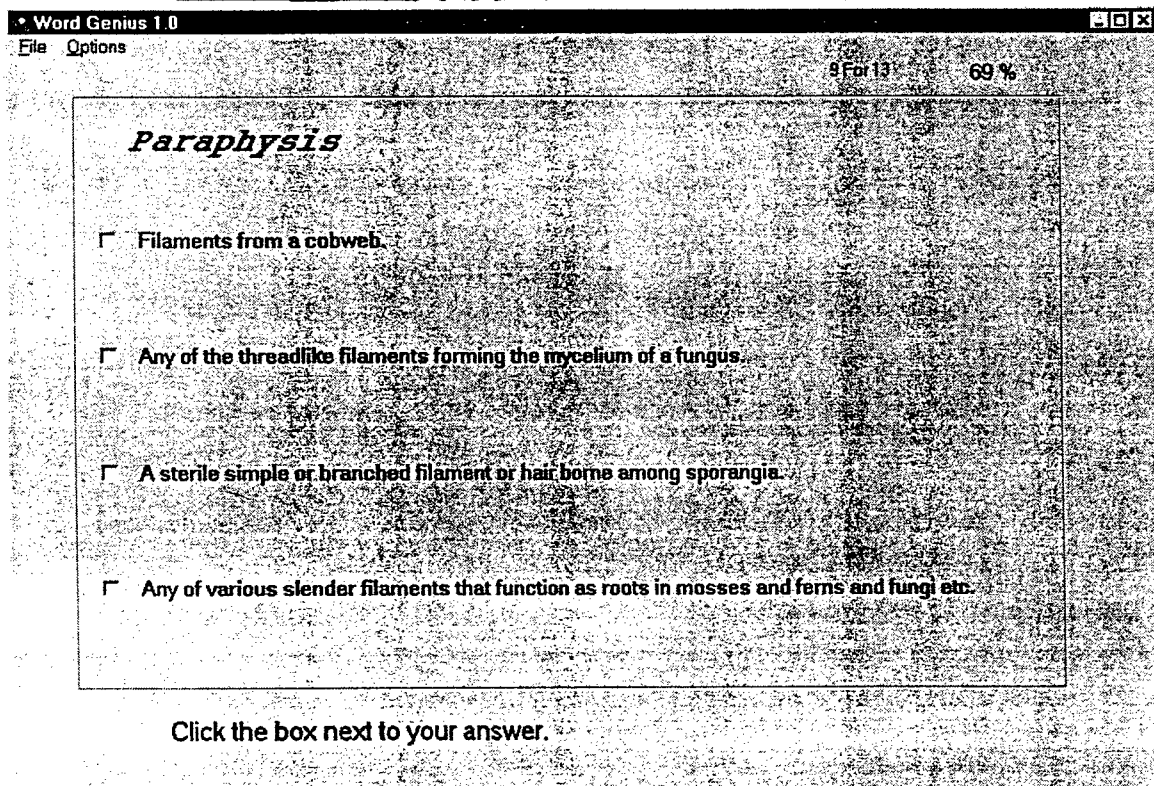 Word Genius 1.0
File Options
9 For 13 69 %
Paraphysis
Filaments from a cobweb.
Any of the threadlike filaments forming the mycelium of a fungus.
A sterile simple or branched filament or hair borne among sporangia.
Any of various slender filaments that function as roots in mosses and ferns and fungi etc.
Click the box next to your answer.